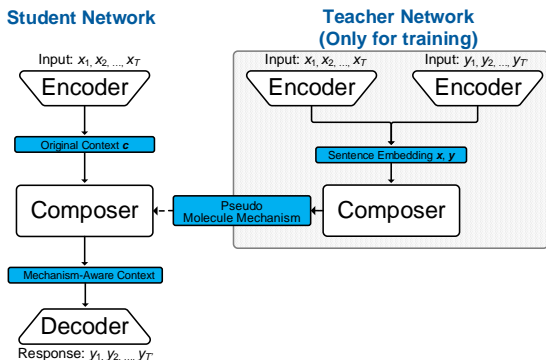 Student Network
Teacher Network
(Only for training)
Input: x1, x2, ..., xT
Encoder
Input: x1, x2, ..., xT
Encoder
Input: y1, y2, ..., yT'
Encoder
Original Context c
Sentence Embedding x, y
Composer
Pseudo
Molecule Mechanism
Composer
Mechanism-Aware Context
Decoder
Response: y1, y2, ..., yT'